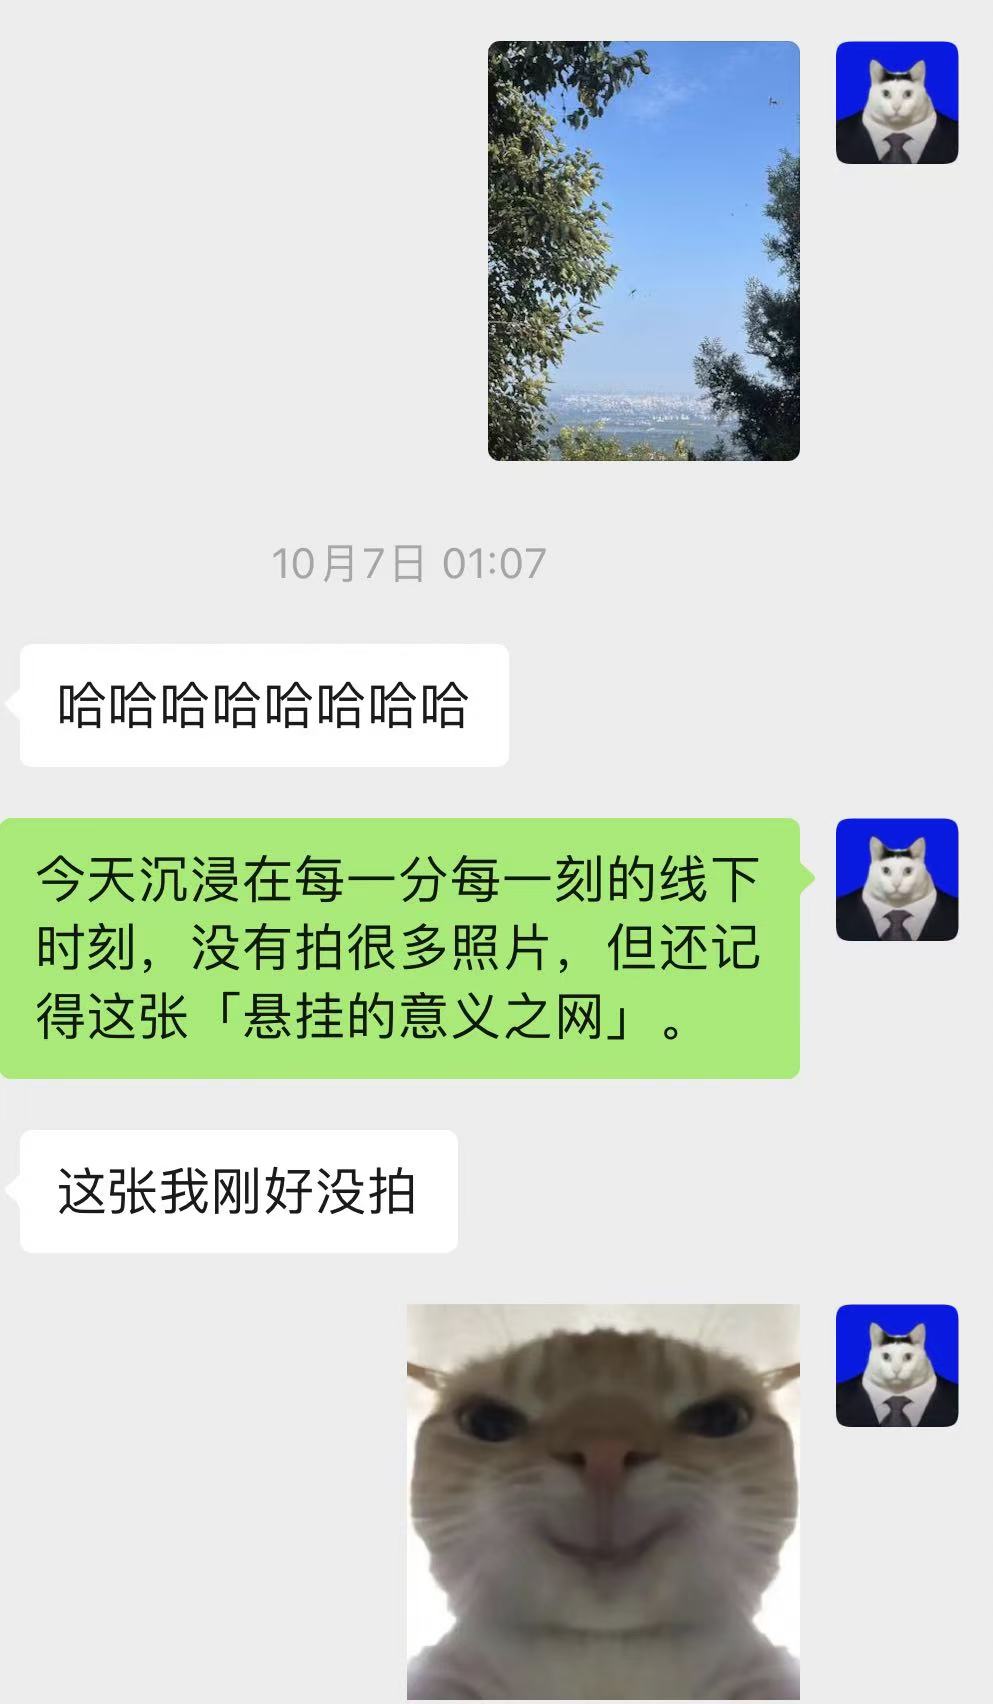 10月7日 01:07
哈哈哈哈哈哈哈哈
今天沉浸在每一分每一刻的线下
时刻，没有拍很多照片，但还记
得这张「悬挂的意义之网」。
这张我刚好没拍